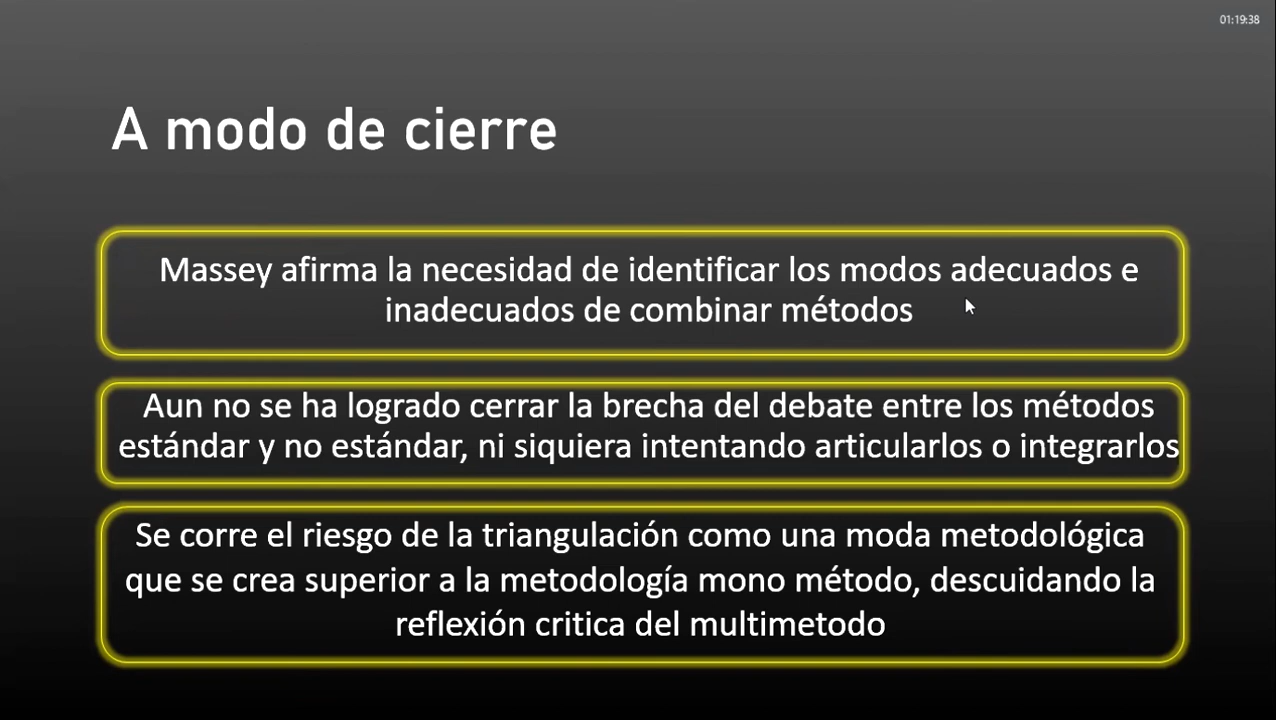 01:19:38
A modo de cierre
Massey afirma la necesidad de identificar los modos adecuados e
inadecuados de combinar métodos
Aun no se ha logrado cerrar la brecha del debate entre los métodos
estándar y no estándar, ni siquiera intentando articularlos o integrarlos
Se corre el riesgo de la triangulación como una moda metodológica
que se crea superior a la metodología mono método, descuidando la
reflexión critica del multimetodo